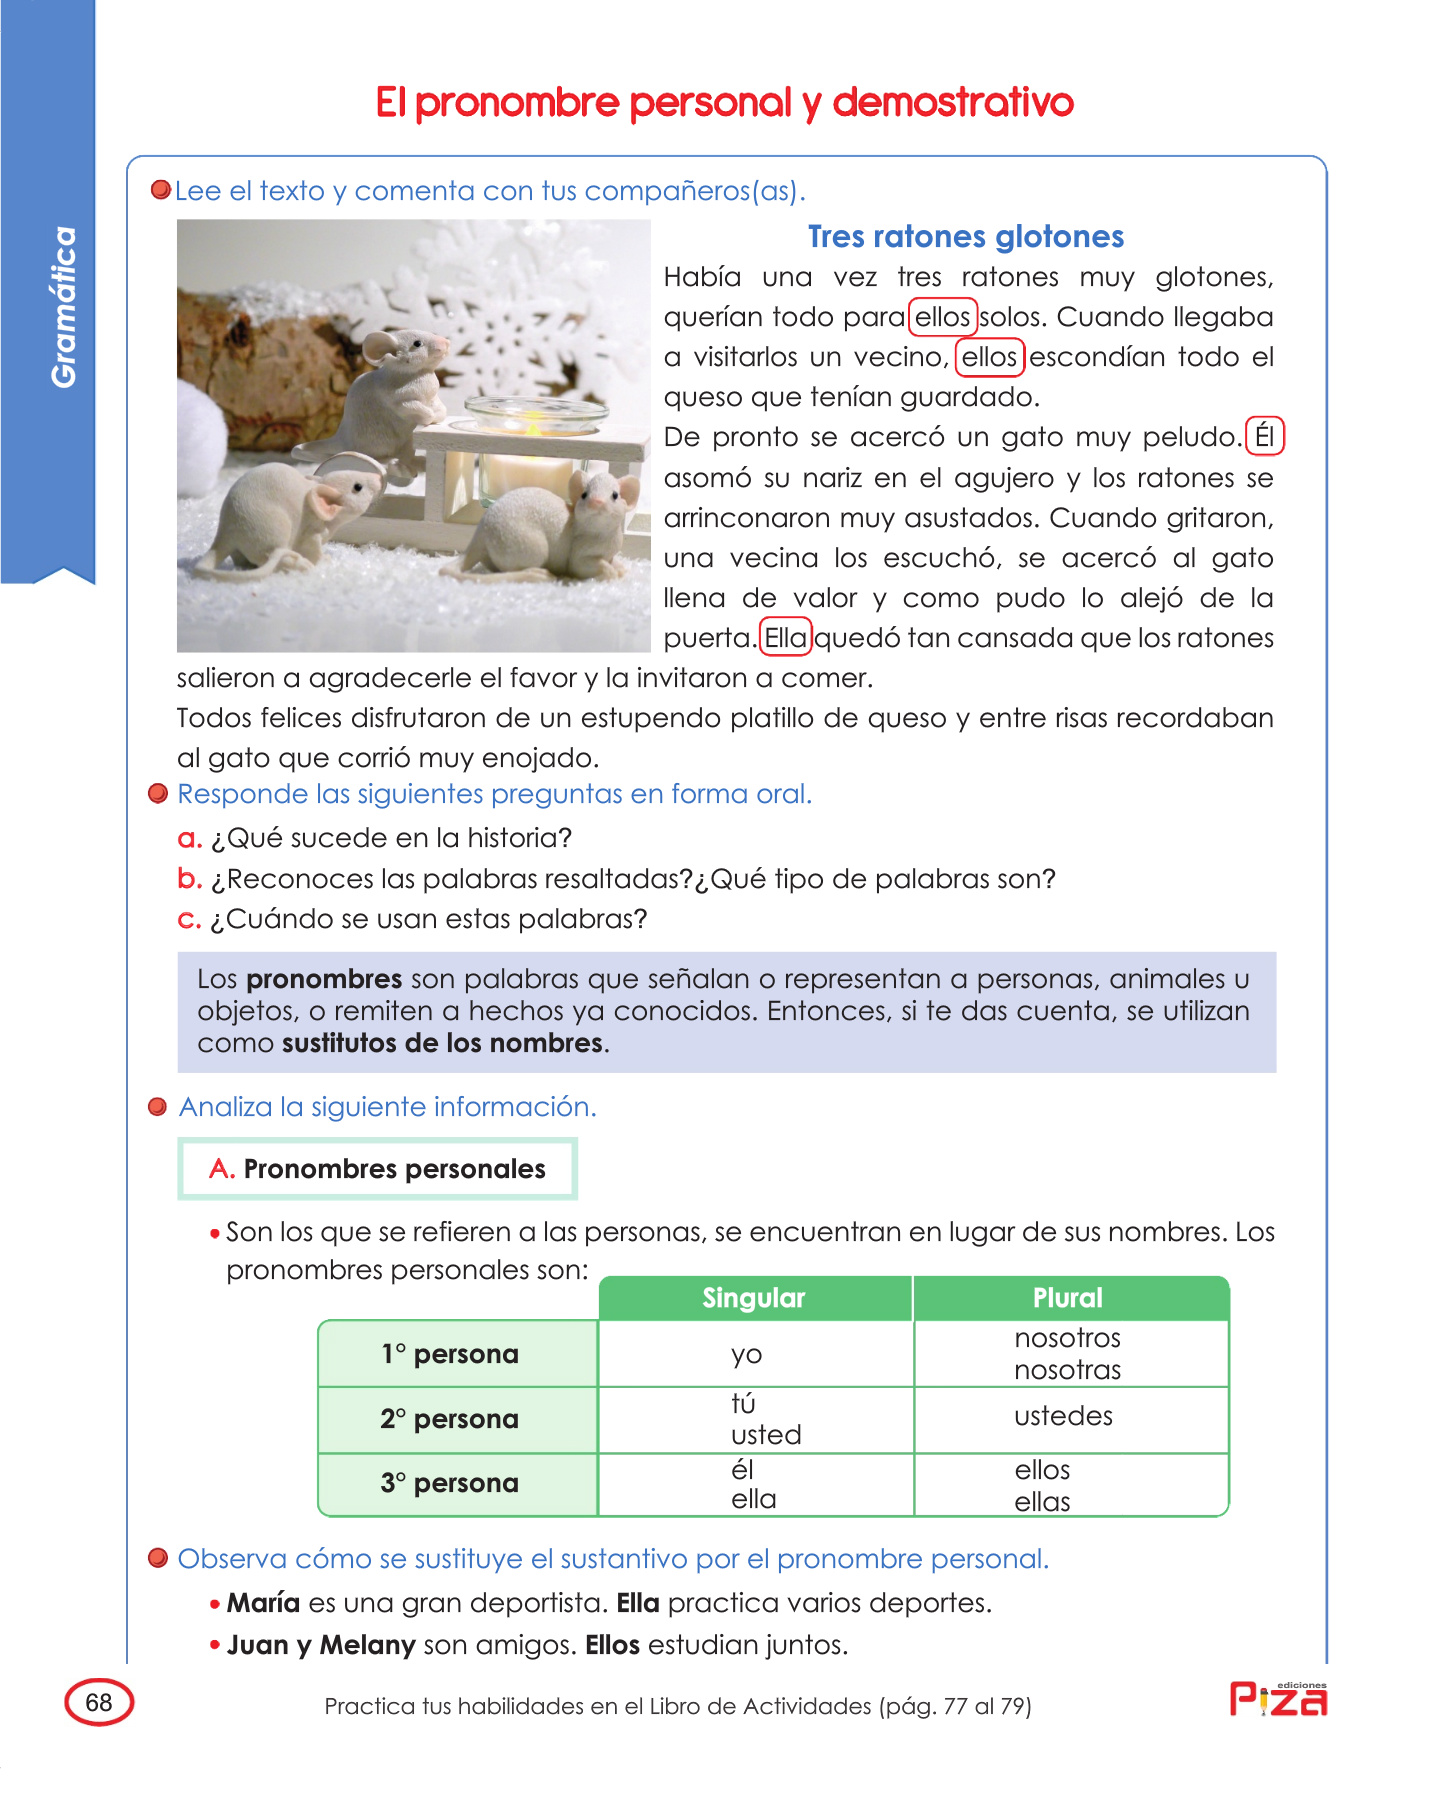 Gramática
El pronombre personal y demostrativo
Lee el texto y comenta con tus compañeros(as).
Tres ratones glotones
Había una vez tres ratones muy glotones,
querían todo para ellos solos. Cuando llegaba
a visitarlos un vecino, ellos escondían todo el
queso que tenían guardado.
De pronto se acercó un gato muy peludo. Él
asomó su nariz en el agujero y los ratones se
arrinconaron muy asustados. Cuando gritaron,
una vecina los escuchó, se acercó al gato
llena de valor y como pudo lo alejó de la
puerta. Ella quedó tan cansada que los ratones
salieron a agradecerle el favor y la invitaron a comer.
Todos felices disfrutaron de un estupendo platillo de queso y entre risas recordaban
al gato que corrió muy enojado.
Responde las siguientes preguntas en forma oral.
a. ¿Qué sucede en la historia?
b. ¿Reconoces las palabras resaltadas?¿Qué tipo de palabras son?
c. ¿Cuándo se usan estas palabras?
Los pronombres son palabras que señalan o representan a personas, animales u
objetos, o remiten a hechos ya conocidos. Entonces, si te das cuenta, se utilizan
como sustitutos de los nombres.
Analiza la siguiente información.
A. Pronombres personales
• Son los que se refieren a las personas, se encuentran en lugar de sus nombres. Los
pronombres personales son:
Singular Plural
1° persona yo nosotros
nosotras
2° persona tú
usted ustedes
3° persona él ellos
ella ellas
Observa cómo se sustituye el sustantivo por el pronombre personal.
• María es una gran deportista. Ella practica varios deportes.
• Juan y Melany son amigos. Ellos estudian juntos.
68
Practica tus habilidades en el Libro de Actividades (pág. 77 al 79)
ediciones
Piza